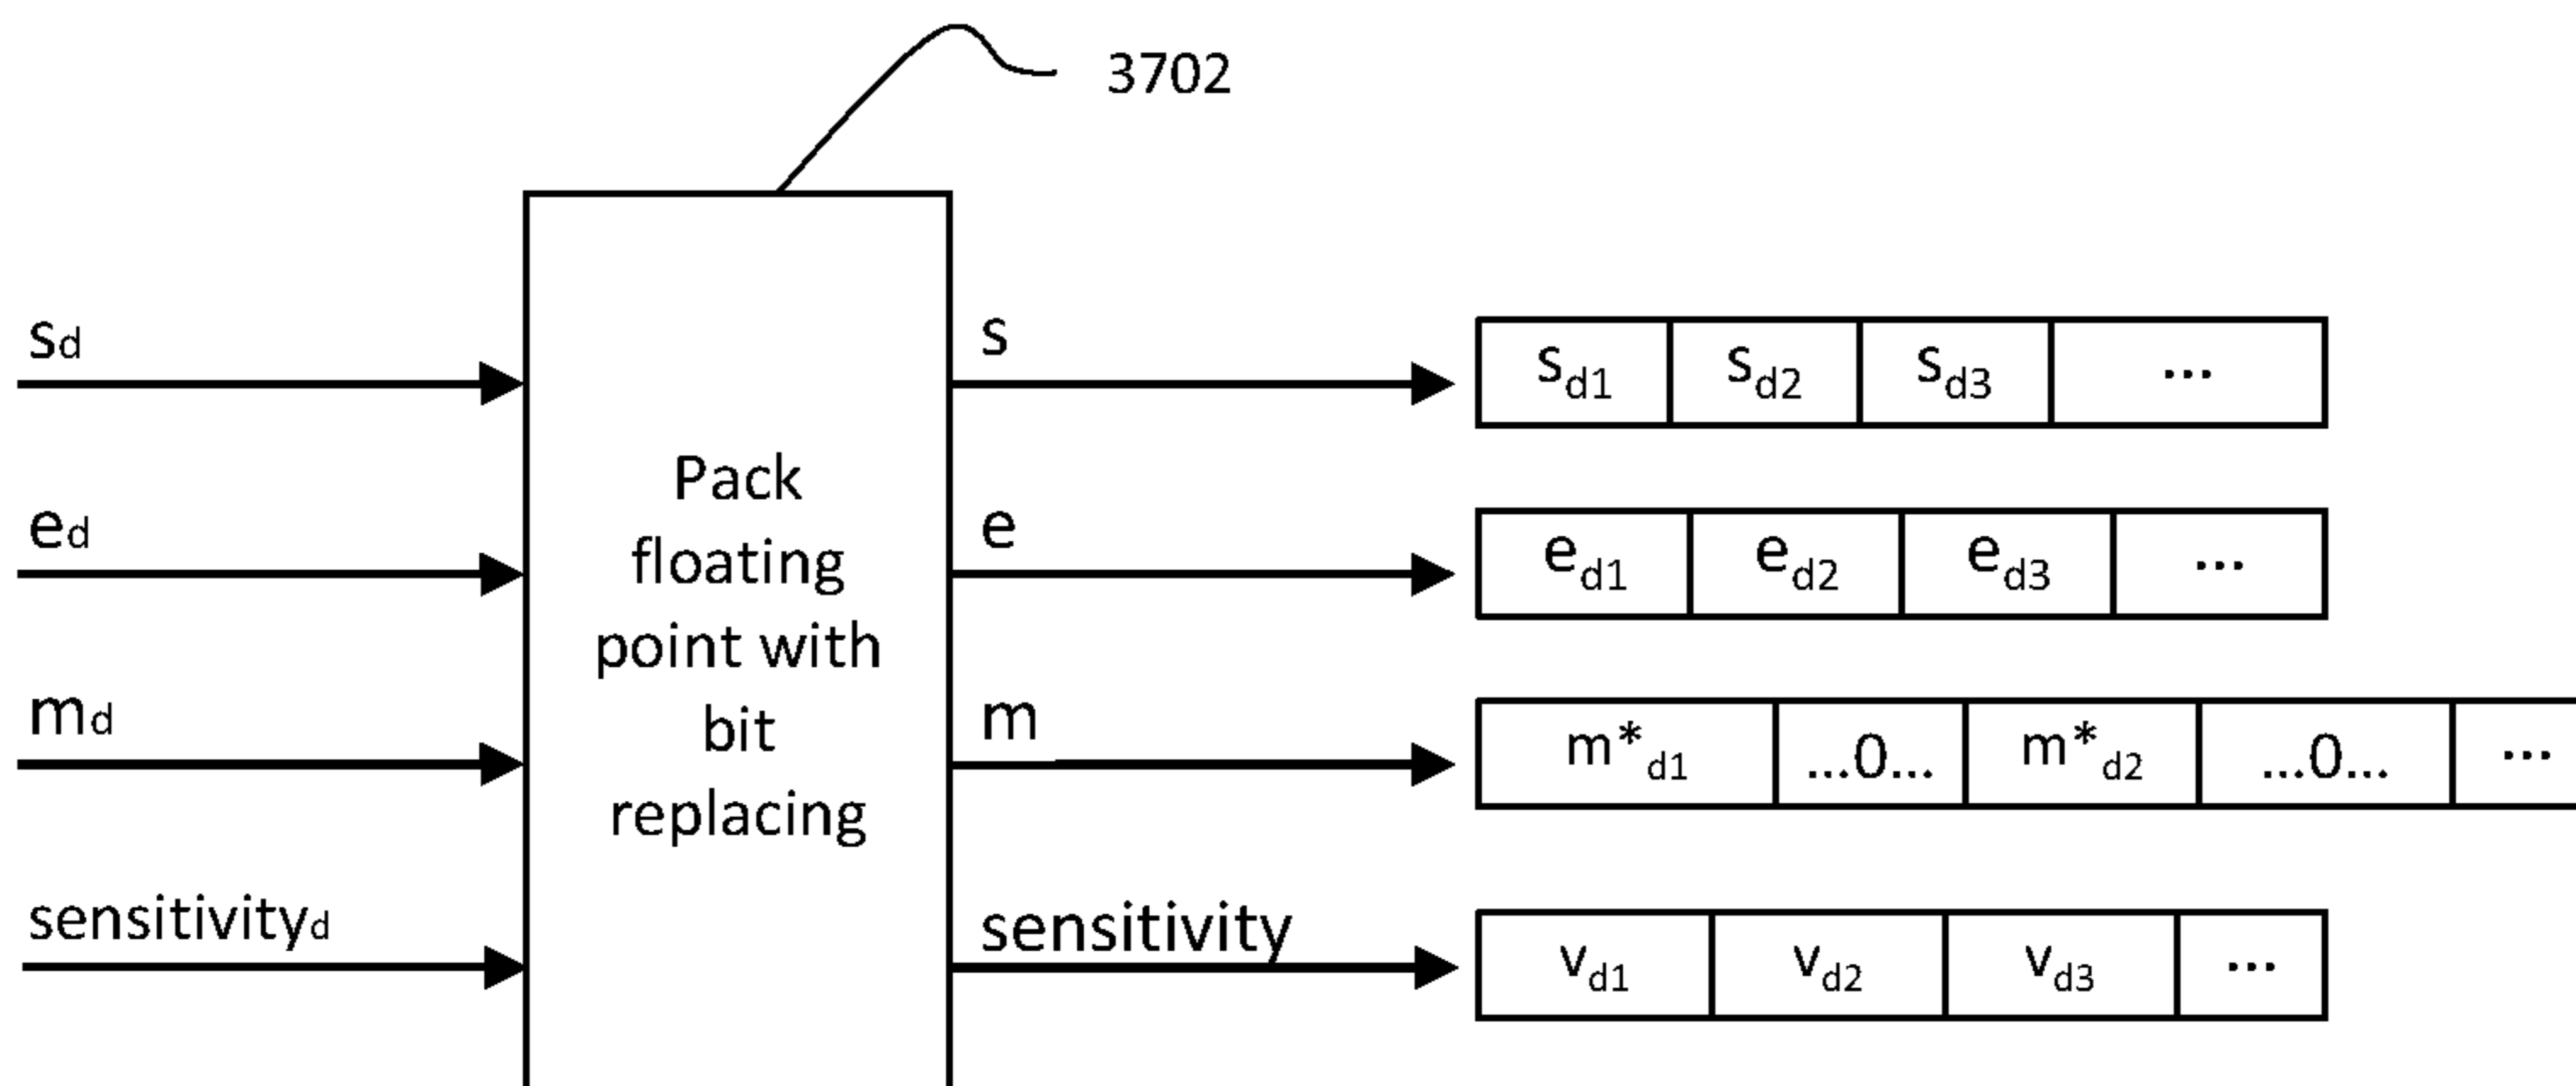 3702
sd
s
sd1 sd2 sd3 ...
Pack
floating
point with
bit
replacing
ed
e
ed1 ed2 ed3 ...
md
m
m*d1 ...0... m*d2 ...0... ...
sensitivityd
sensitivity
vd1 vd2 vd3 ...